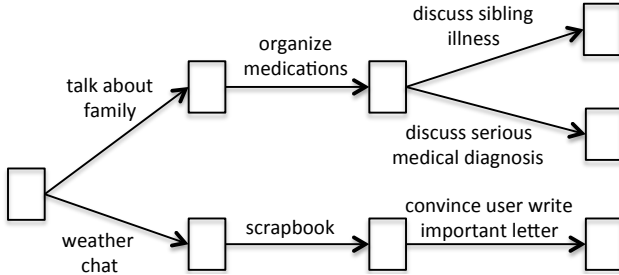 discuss sibling
illness
organize
medications
talk about
family
discuss serious
medical diagnosis
weather
chat
scrapbook
convince user write
important letter